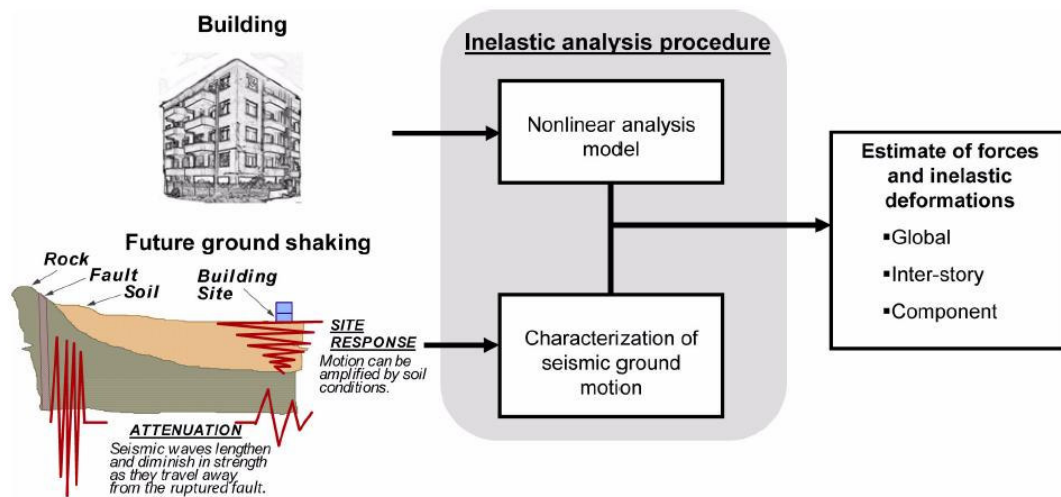 Building
Future ground shaking
Rock
Fault
Soil
Building
Site
SITE
RESPONSE
Motion can be
amplified by soil
conditions.
ATTENUATION
Seismic waves lengthen
and diminish in strength
as they travel away
from the ruptured fault.
Inelastic analysis procedure
Nonlinear analysis
model
Characterization of
seismic ground
motion
Estimate of forces
and inelastic
deformations
▪Global
▪Inter-story
▪Component